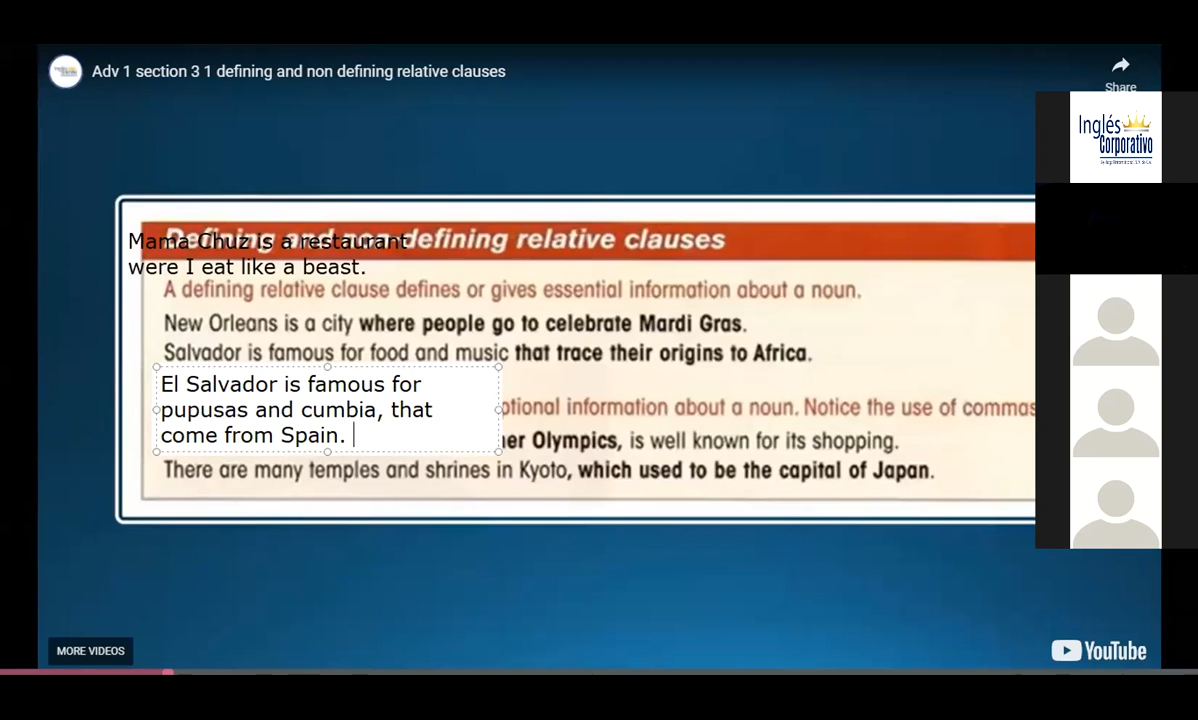 Adv 1 section 3 1 defining and non defining relative clauses
Share
Inglés
Corporativo
Defining and non-defining relative clauses
Mama Chuz is a restaurant
were I eat like a beast.
A defining relative clause defines or gives essential information about a noun.
New Orleans is a city where people go to celebrate Mardi Gras.
Salvador is famous for food and music that trace their origins to Africa.
El Salvador is famous for
pupusas and cumbia, that
come from Spain.
information about a noun. Notice the use of commas
Olympics, is well known for its shopping.
There are many temples and shrines in Kyoto, which used to be the capital of Japan.
MORE VIDEOS
YouTube